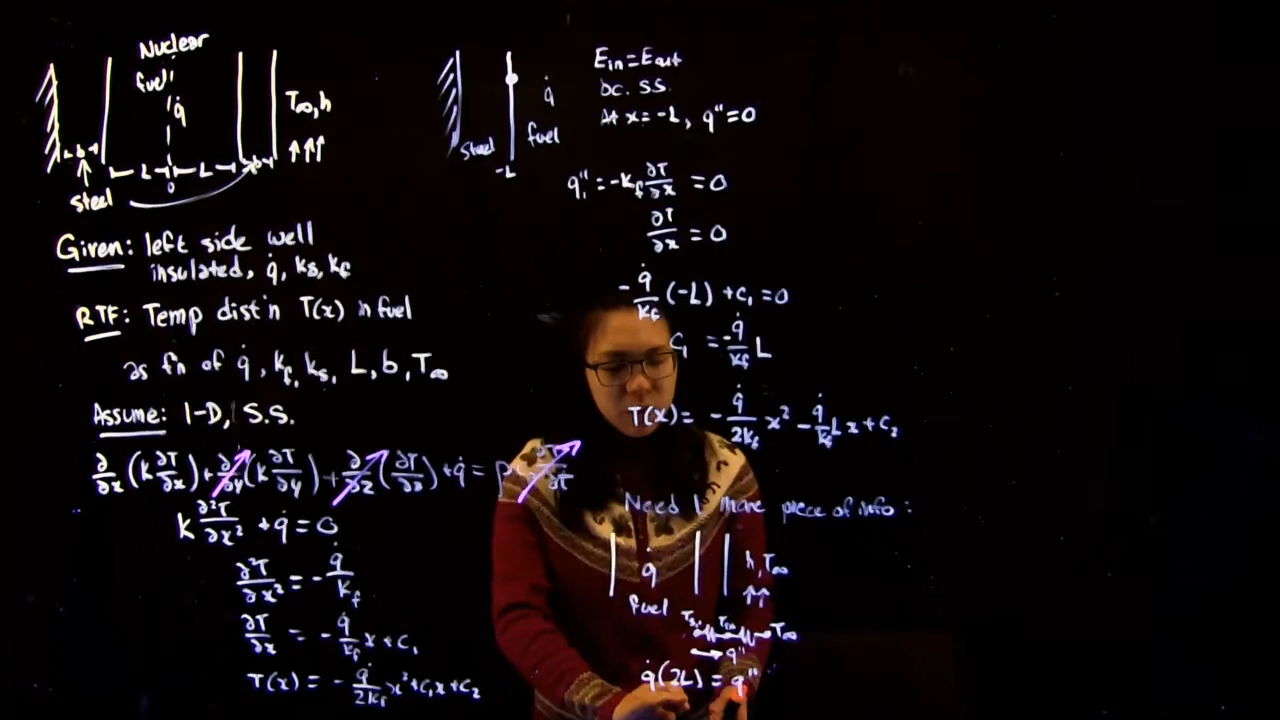 Nuclear
fuel
q̇
T∞, h
b
L
L
b
0
steel
Given: left side well
insulated, q̇, ks, kf
RTF: Temp dist'n T(x) in fuel
as fn of q̇, kf, ks, L, b, T∞
Assume: 1-D, S.S.
∂/∂x (k ∂T/∂x) + ∂/∂y (k ∂T/∂y) + ∂/∂z (∂T/∂z) + q̇ = ρc ∂T/∂t
k ∂²T/∂x² + q̇ = 0
∂²T/∂x² = - q̇/kf
∂T/∂x = - q̇/kf x + C₁
T(x) = - q̇/2kf x² + C₁x + C₂
steel
q̇
fuel
-L
Ein = Eout
bc. S.S.
At x = -L, q" = 0
q" = -kf ∂T/∂x = 0
∂T/∂x = 0
- q̇/kf (-L) + C₁ = 0
C₁ = - q̇/kf L
T(x) = - q̇/2kf x² - q̇/kf L x + C₂
Need 1 more piece of info:
q̇
fuel
h, T∞
T∞
q"
q̇(2L) = q"